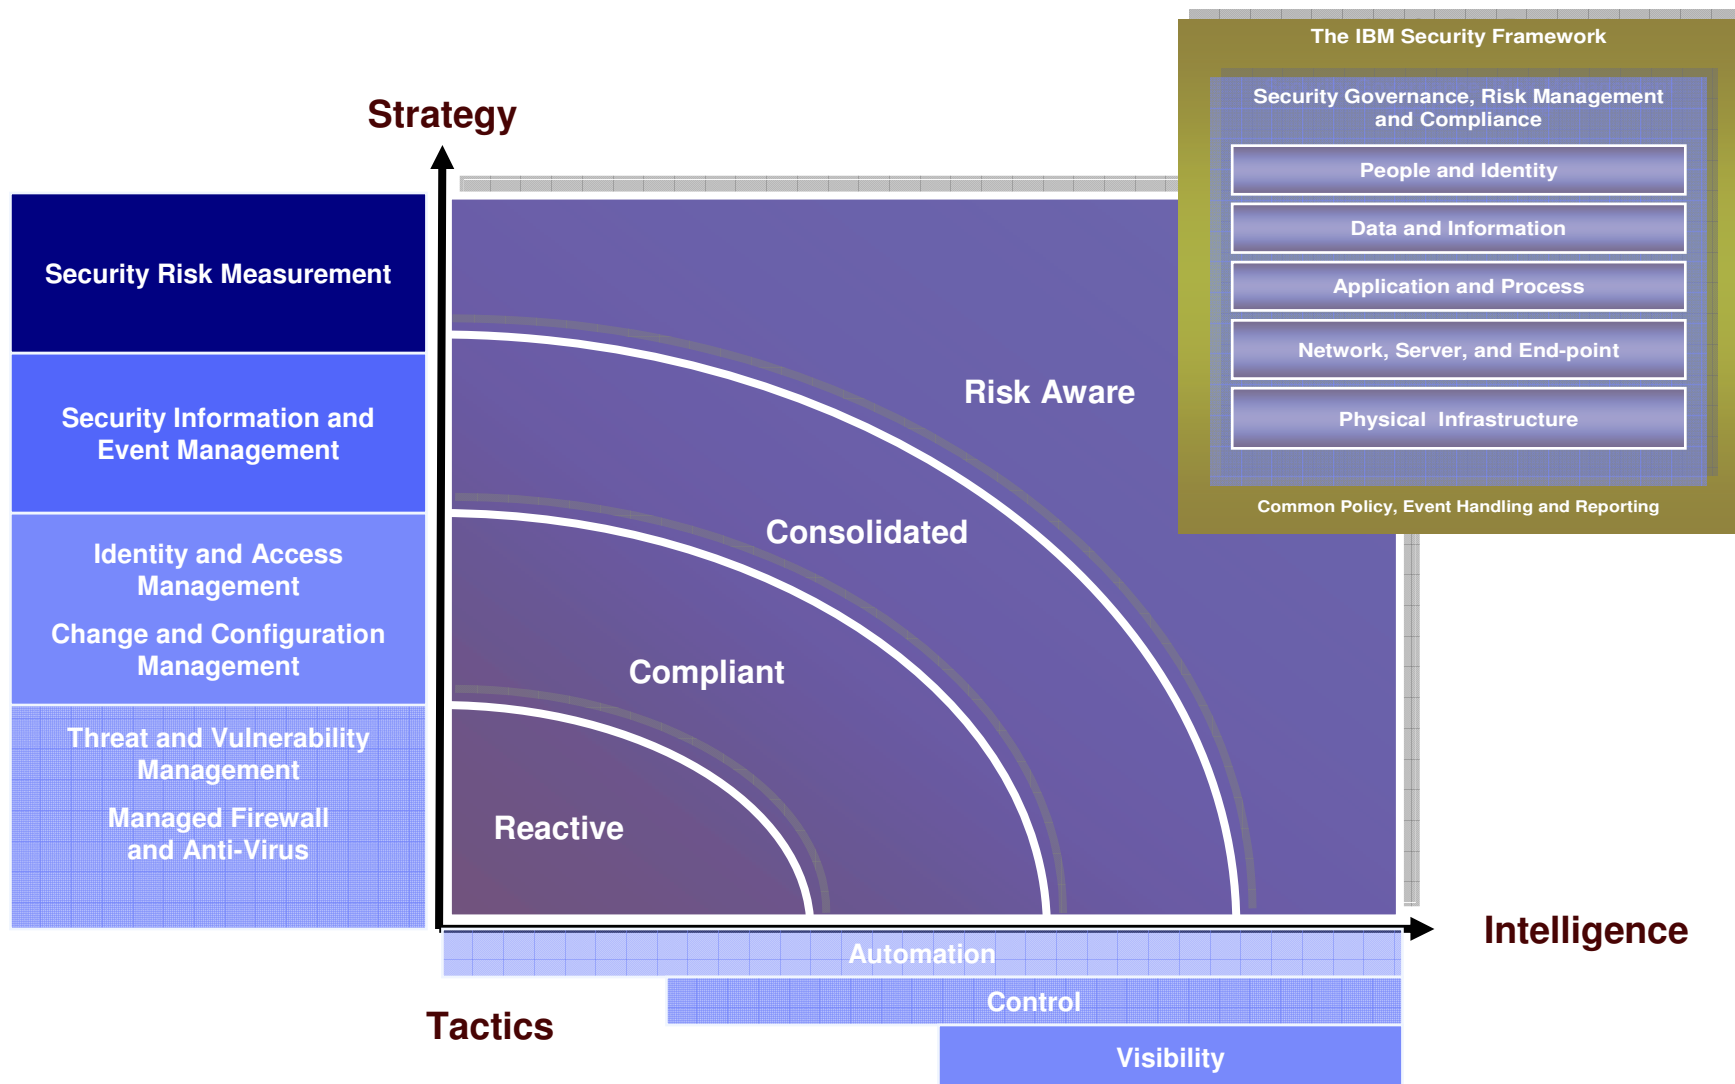 The IBM Security Framework
Security Governance, Risk Management
and Compliance
People and Identity
Data and Information
Application and Process
Network, Server, and End-point
Physical Infrastructure
Common Policy, Event Handling and Reporting
Strategy
Security Risk Measurement
Security Information and
Event Management
Identity and Access
Management
Change and Configuration
Management
Threat and Vulnerability
Management
Managed Firewall
and Anti-Virus
Risk Aware
Consolidated
Compliant
Reactive
Intelligence
Automation
Control
Tactics
Visibility